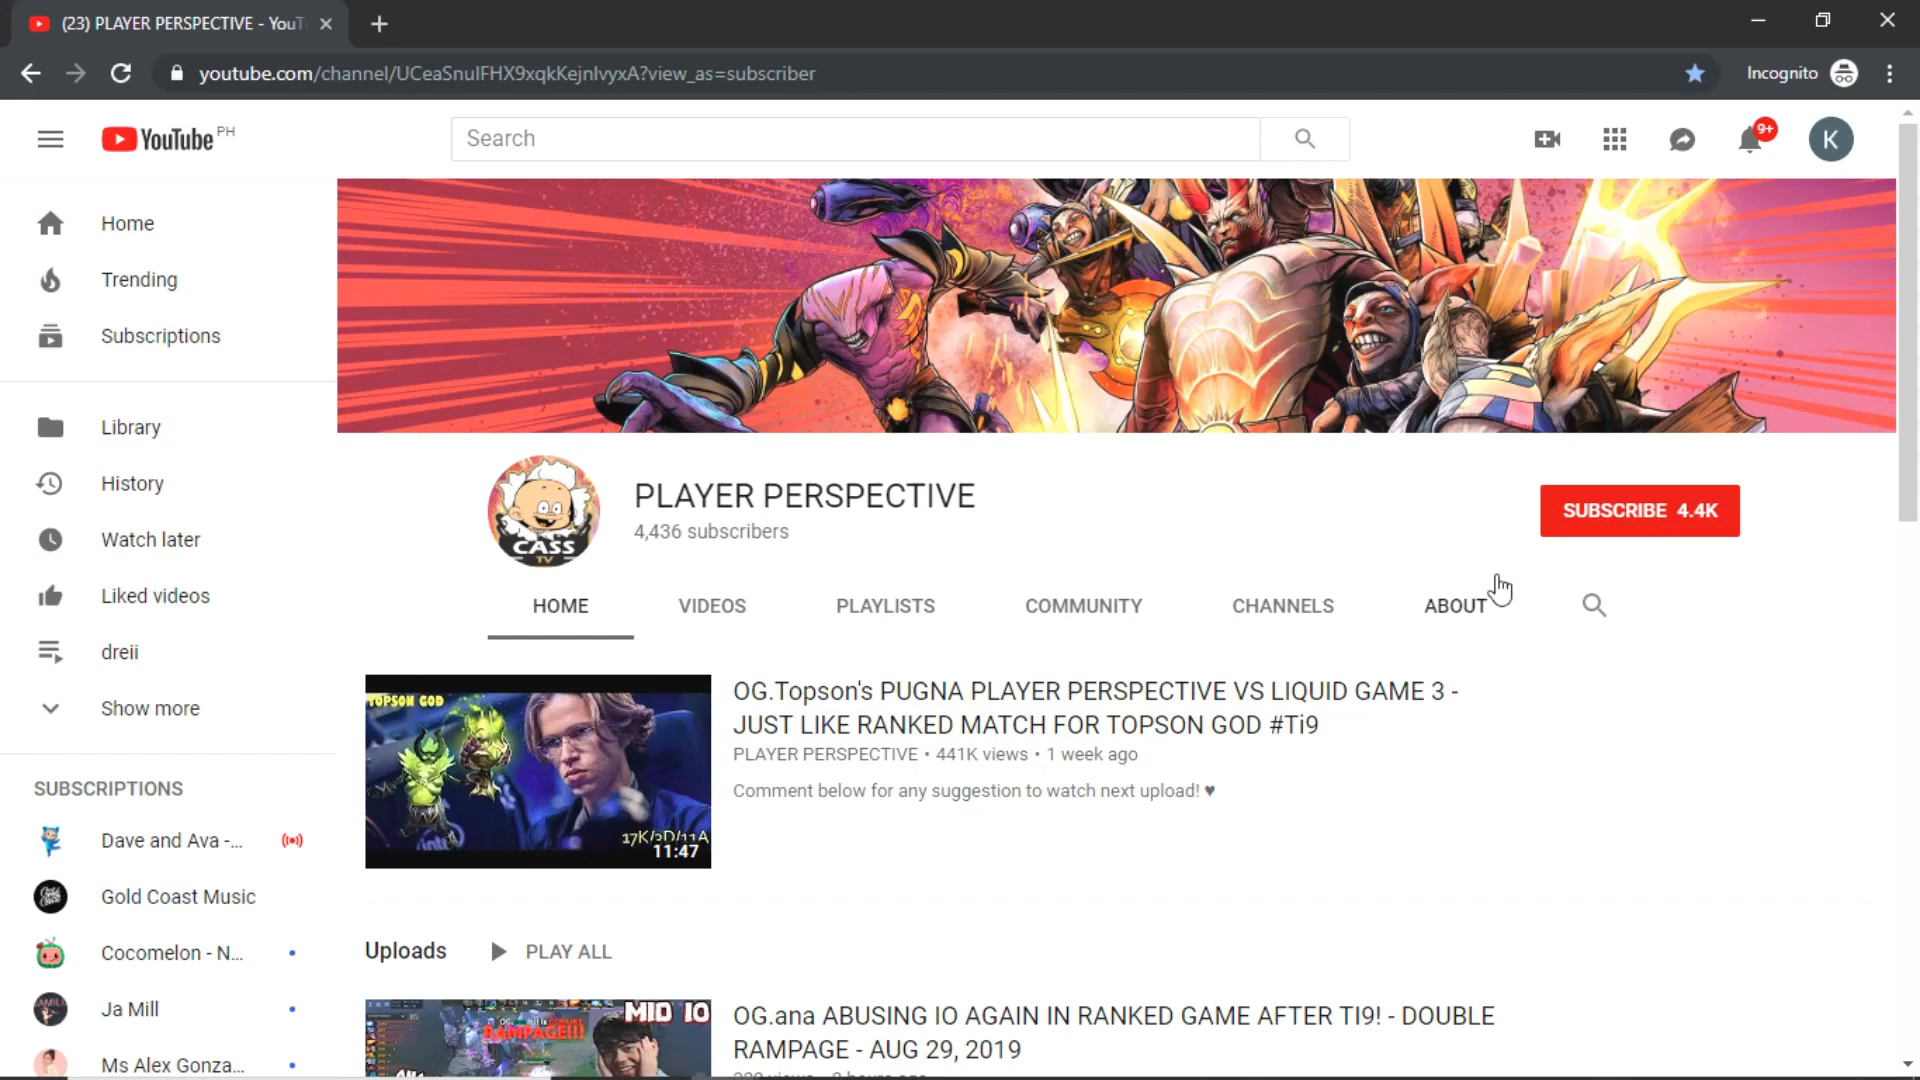 (23) PLAYER PERSPECTIVE - YouT
youtube.com/channel/UCeaSnulFHX9xqkKejnlvyxA?view_as=subscriber
Incognito
YouTube PH
Search
9+
K
Home
Trending
Subscriptions
Library
History
Watch later
Liked videos
dreii
Show more
SUBSCRIPTIONS
Dave and Ava -...
Gold Coast Music
Cocomelon - N...
Ja Mill
Ms Alex Gonza...
CASS
TV
PLAYER PERSPECTIVE
4,436 subscribers
SUBSCRIBE 4.4K
HOME
VIDEOS
PLAYLISTS
COMMUNITY
CHANNELS
ABOUT
TOPSON GOD
17K/3D/11A
11:47
OG.Topson's PUGNA PLAYER PERSPECTIVE VS LIQUID GAME 3 -
JUST LIKE RANKED MATCH FOR TOPSON GOD #Ti9
PLAYER PERSPECTIVE • 441K views • 1 week ago
Comment below for any suggestion to watch next upload! ♥
Uploads
PLAY ALL
MID IO
RAMPAGE!!!
OG.ana ABUSING IO AGAIN IN RANKED GAME AFTER TI9! - DOUBLE
RAMPAGE - AUG 29, 2019